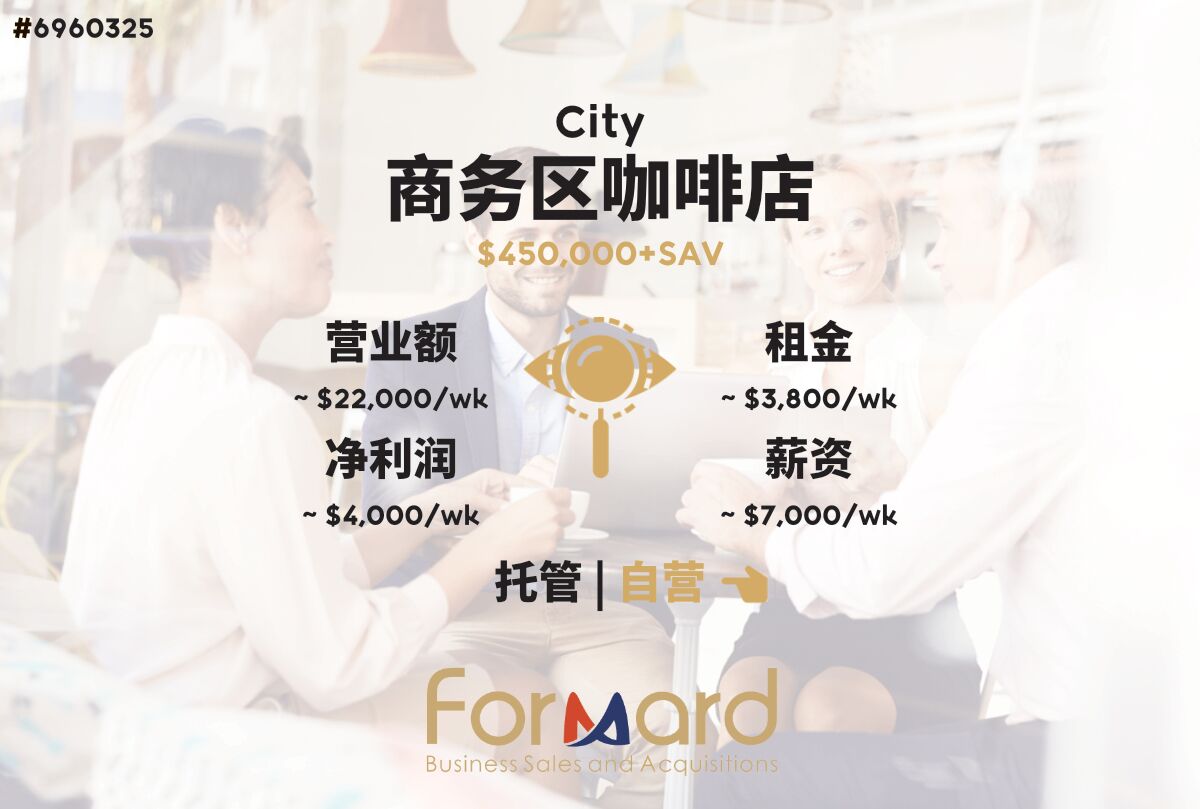 #6960325
City
商务区咖啡店
$450,000+SAV
营业额
~ $22,000/wk
租金
~ $3,800/wk
净利润
~ $4,000/wk
薪资
~ $7,000/wk
托管 | 自营
Forward
Business Sales and Acquisitions